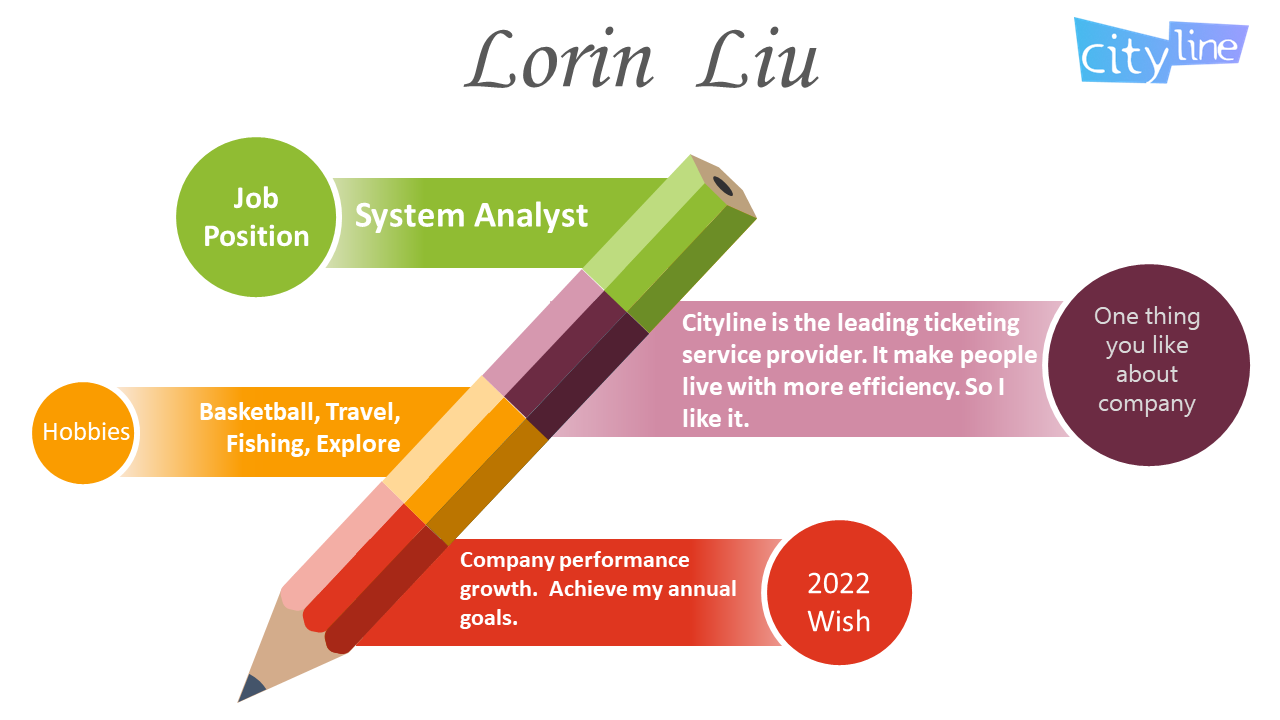 Lorin Liu
city line
Job
Position
System Analyst
Cityline is the leading ticketing
service provider. It make people
live with more efficiency. So I
like it.
One thing
you like
about
company
Hobbies
Basketball, Travel,
Fishing, Explore
Company performance
growth.  Achieve my annual
goals.
2022
Wish